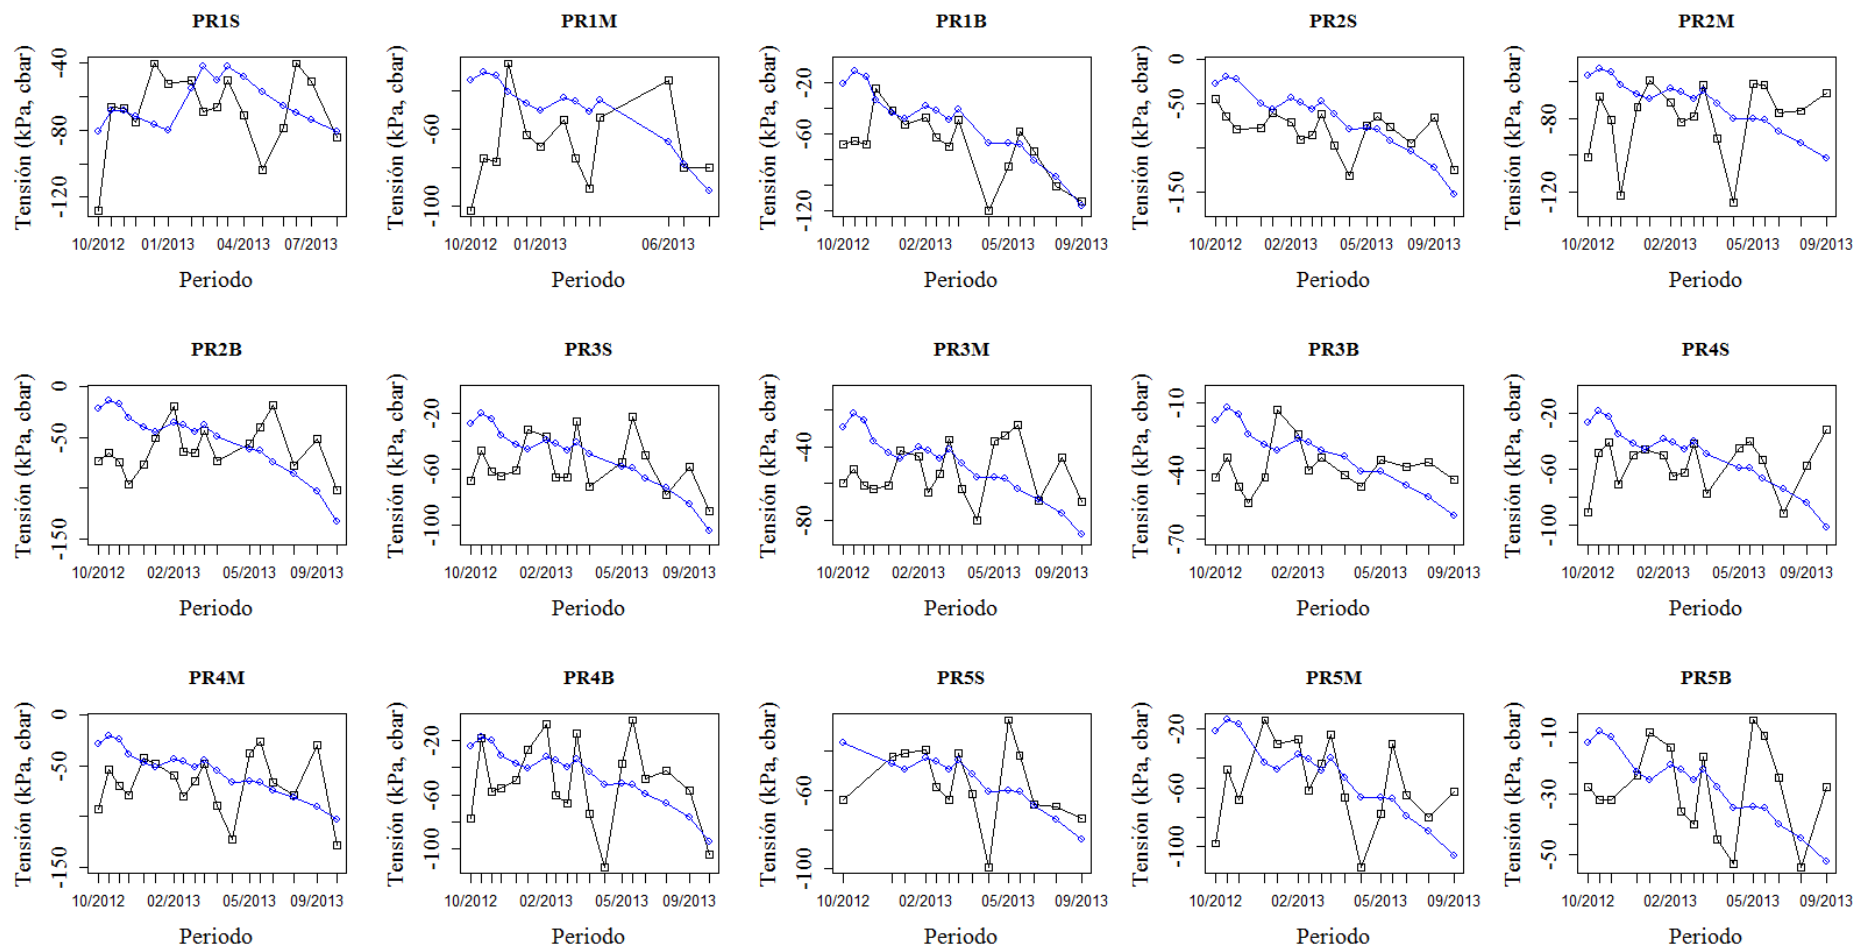 PR1S PR1M PR1B PR2S PR2M
Tensión (kPa, cbar) -40 -80 -120 Tensión (kPa, cbar) -60 -100 Tensión (kPa, cbar) -20 -60 -120 Tensión (kPa, cbar) 0 -50 -150 Tensión (kPa, cbar) -80 -120
10/2012 01/2013 04/2013 07/2013 10/2012 01/2013 06/2013 10/2012 02/2013 05/2013 09/2013 10/2012 02/2013 05/2013 09/2013 10/2012 02/2013 05/2013 09/2013
Periodo Periodo Periodo Periodo Periodo
PR2B PR3S PR3M PR3B PR4S
Tensión (kPa, cbar) 0 -50 -150 Tensión (kPa, cbar) -20 -60 -100 Tensión (kPa, cbar) -40 -80 Tensión (kPa, cbar) -10 -40 -70 Tensión (kPa, cbar) -20 -60 -100
10/2012 02/2013 05/2013 09/2013 10/2012 02/2013 05/2013 09/2013 10/2012 02/2013 05/2013 09/2013 10/2012 02/2013 05/2013 09/2013 10/2012 02/2013 05/2013 09/2013
Periodo Periodo Periodo Periodo Periodo
PR4M PR4B PR5S PR5M PR5B
Tensión (kPa, cbar) 0 -50 -150 Tensión (kPa, cbar) -20 -60 -100 Tensión (kPa, cbar) -60 -100 Tensión (kPa, cbar) -20 -60 -100 Tensión (kPa, cbar) -10 -30 -50
10/2012 02/2013 05/2013 09/2013 10/2012 02/2013 05/2013 09/2013 10/2012 02/2013 05/2013 09/2013 10/2012 02/2013 05/2013 09/2013 10/2012 02/2013 05/2013 09/2013
Periodo Periodo Periodo Periodo Periodo